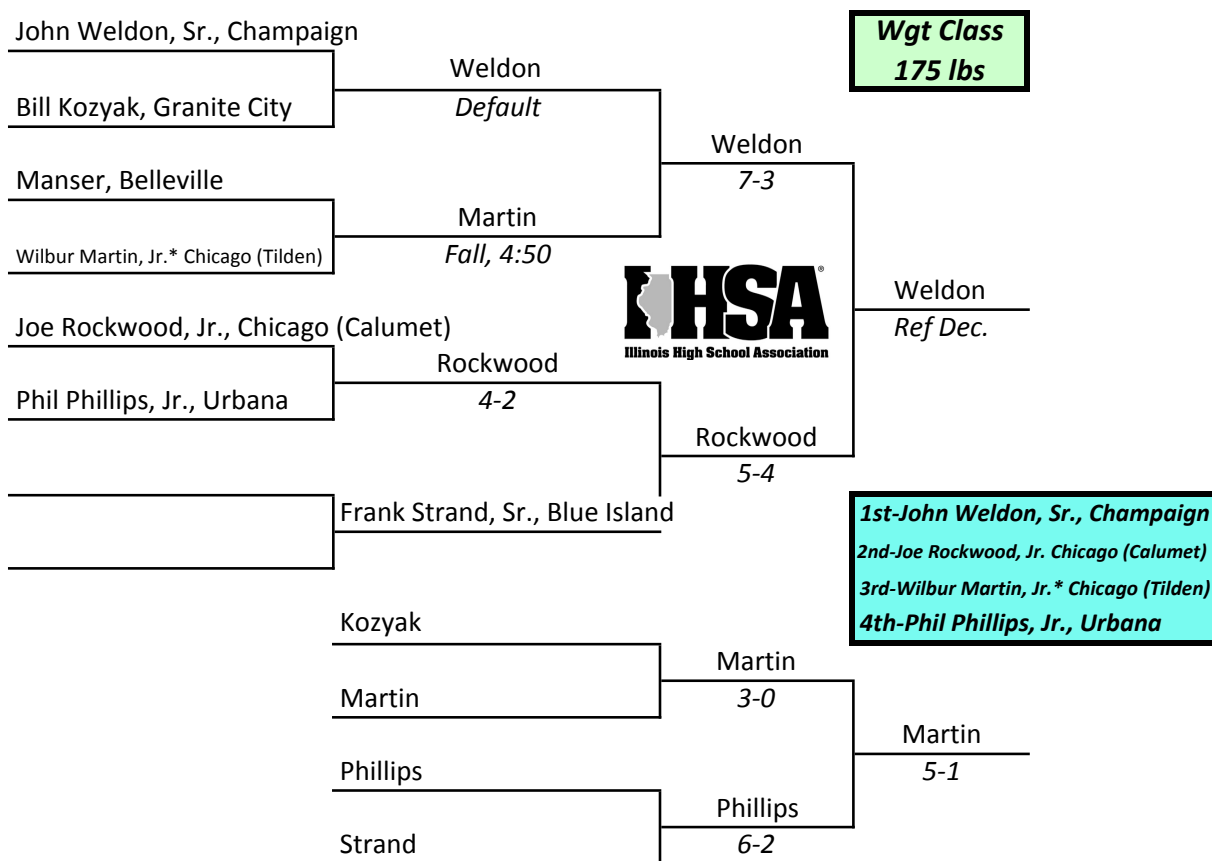 John Weldon, Sr., Champaign
Wgt Class
175 lbs
Weldon
Bill Kozyak, Granite City
Default
Weldon
7-3
Manser, Belleville
Martin
Wilbur Martin, Jr.* Chicago (Tilden)
Fall, 4:50
IHSA®
Illinois High School Association
Weldon
Ref Dec.
Joe Rockwood, Jr., Chicago (Calumet)
Rockwood
Phil Phillips, Jr., Urbana
4-2
Rockwood
5-4
Frank Strand, Sr., Blue Island
1st-John Weldon, Sr., Champaign
2nd-Joe Rockwood, Jr. Chicago (Calumet)
3rd-Wilbur Martin, Jr.* Chicago (Tilden)
4th-Phil Phillips, Jr., Urbana
Kozyak
Martin
Martin
3-0
Martin
5-1
Phillips
Phillips
Strand
6-2